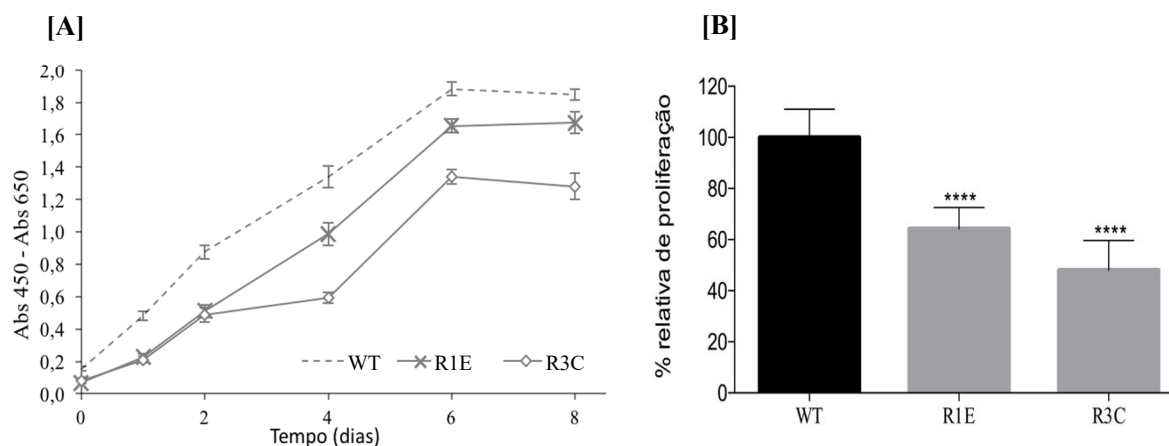 [A]
Abs 450 - Abs 650
2,0
1,8
1,6
1,4
1,2
1,0
0,8
0,6
0,4
0,2
0,0
WT R1E R3C
0 2 4 6 8
Tempo (dias)
[B]
% relativa de proliferação
120
100
80
60
40
20
0
****
****
WT R1E R3C